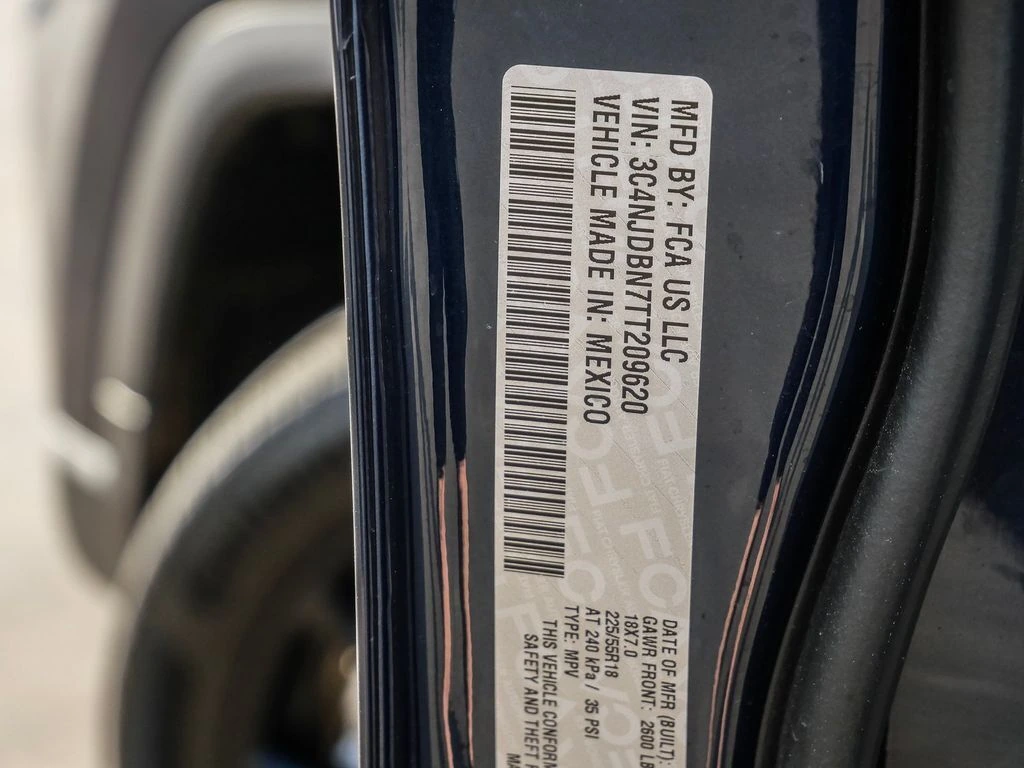 MFD BY: FCA US LLC
VIN: 3C4NJDBN7TT209620
VEHICLE MADE IN: MEXICO
DATE OF MFR (BUILT):
GAWR FRONT: 2600 LB
18X7.0
225/55R18
AT 240 kPa / 35 PSI
TYPE: MPV
THIS VEHICLE CONFORM
SAFETY AND THEFT